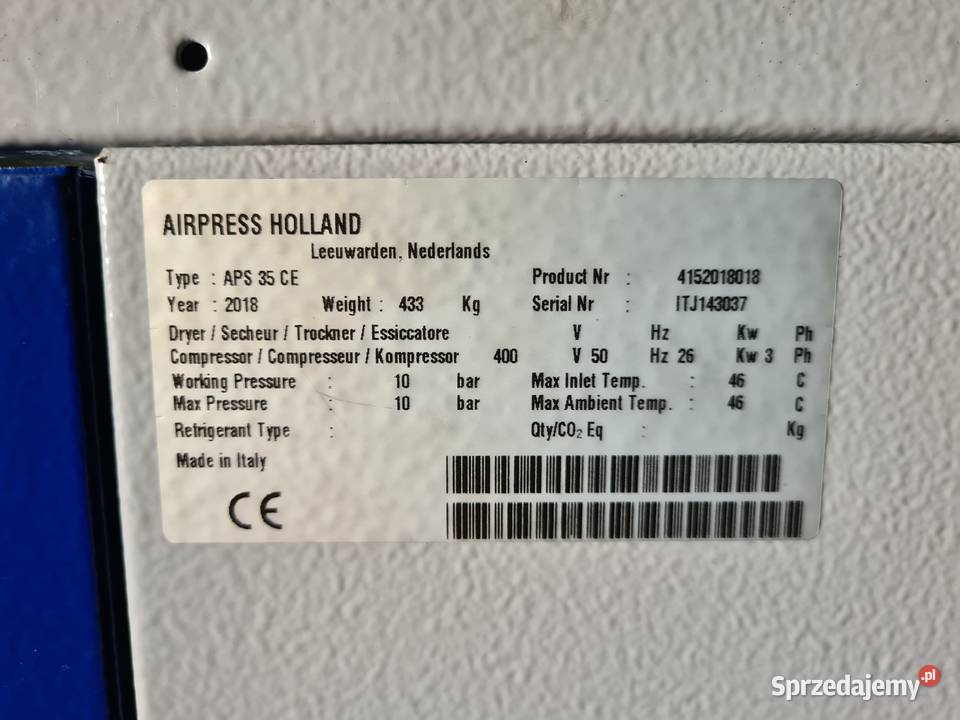 AIRPRESS HOLLAND
Leeuwarden, Nederlands
Type : APS 35 CE Product Nr : 4152018018
Year : 2018 Weight : 433 Kg Serial Nr : ITJ143037
Dryer / Secheur / Trockner / Essiccatore V Hz Kw Ph
Compressor / Compresseur / Kompressor 400 V 50 Hz 26 Kw 3 Ph
Working Pressure : 10 bar Max Inlet Temp. : 46 C
Max Pressure : 10 bar Max Ambient Temp. : 46 C
Refrigerant Type : Qty/CO₂ Eq : Kg
Made in Italy
CE
Sprzedajemy.pl